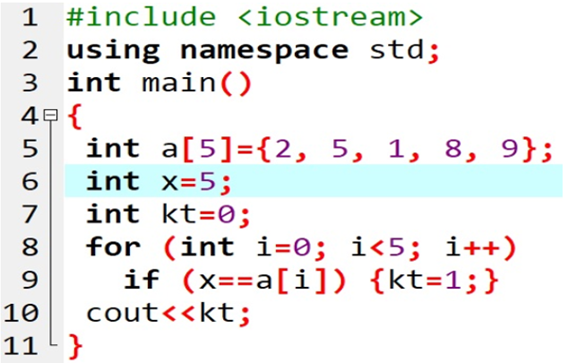 1 #include <iostream>
2 using namespace std;
3 int main()
4 {
5 int a[5]={2, 5, 1, 8, 9};
6 int x=5;
7 int kt=0;
8 for (int i=0; i<5; i++)
9 if (x==a[i]) {kt=1;}
10 cout<<kt;
11 }